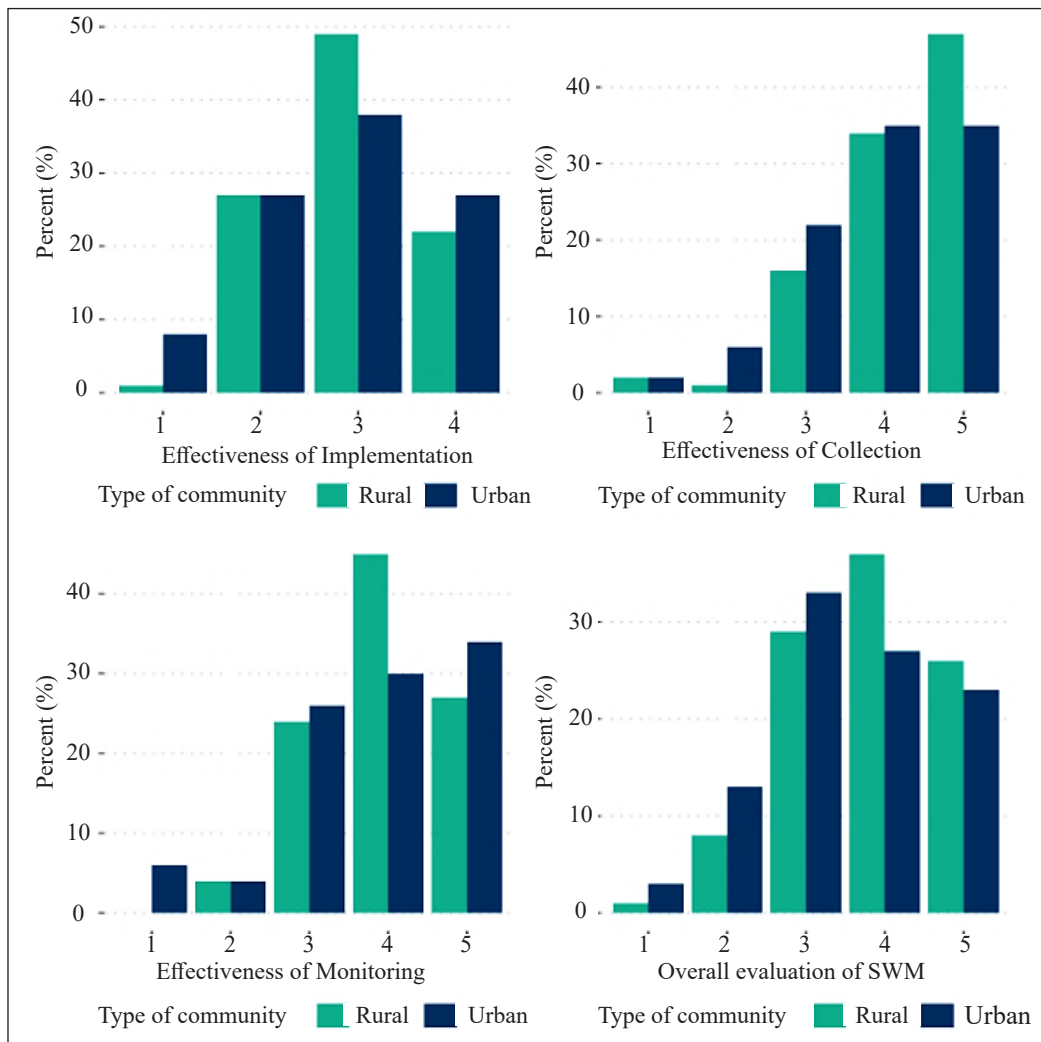 50
40
30
20
10
0
Percent (%)
1 2 3 4
Effectiveness of Implementation
Type of community Rural Urban
40
30
20
10
0
Percent (%)
1 2 3 4 5
Effectiveness of Collection
Type of community Rural Urban
40
30
20
10
0
Percent (%)
1 2 3 4 5
Effectiveness of Monitoring
Type of community Rural Urban
30
20
10
0
Percent (%)
1 2 3 4 5
Overall evaluation of SWM
Type of community Rural Urban